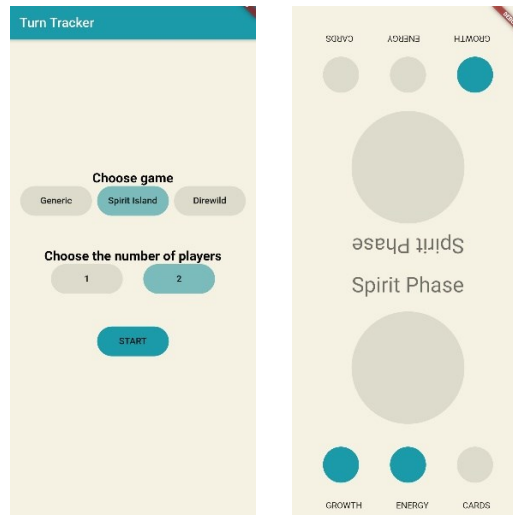 Turn Tracker
Choose game
Generic Spirit Island Direwild
Choose the number of players
1 2
START
CARDS ENERGY GROWTH
Spirit Phase
Spirit Phase
GROWTH ENERGY CARDS